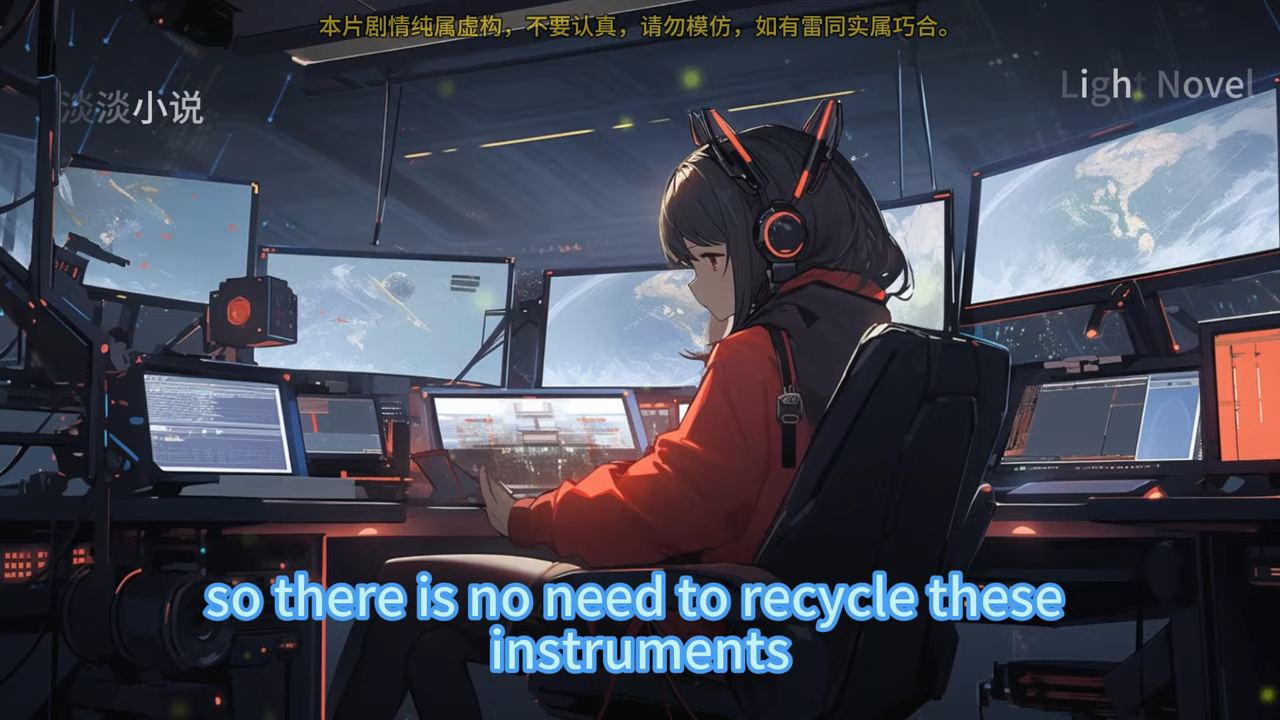 本片剧情纯属虚构，不要认真，请勿模仿，如有雷同实属巧合。
淡淡小说
Light Novel
so there is no need to recycle these
instruments